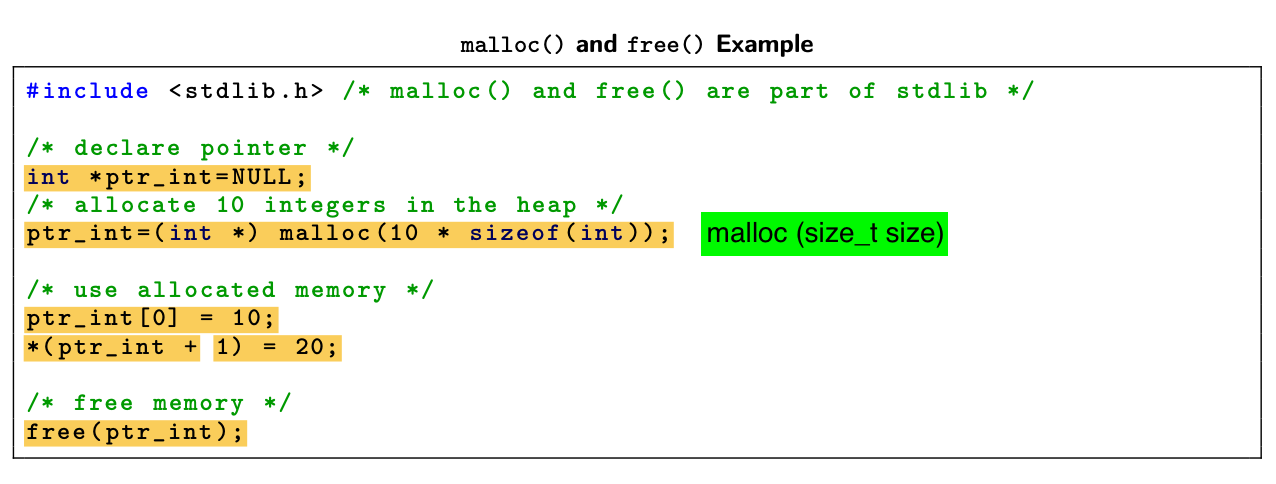 malloc() and free() Example
#include <stdlib.h> /* malloc() and free() are part of stdlib */
/* declare pointer */
int *ptr_int=NULL;
/* allocate 10 integers in the heap */
ptr_int=(int *) malloc(10 * sizeof(int)); malloc (size_t size)
/* use allocated memory */
ptr_int[0] = 10;
*(ptr_int + 1) = 20;
/* free memory */
free(ptr_int);